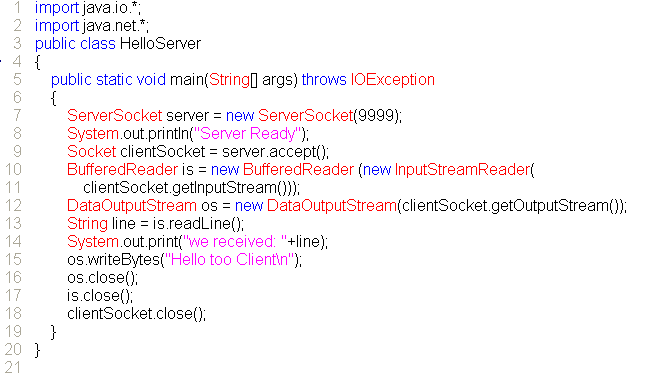 1 import java.io.*;
2 import java.net.*;
3 public class HelloServer
4 {
5 public static void main(String[] args) throws IOException
6 {
7 ServerSocket server = new ServerSocket(9999);
8 System.out.println("Server Ready");
9 Socket clientSocket = server.accept();
10 BufferedReader is = new BufferedReader (new InputStreamReader(
11 clientSocket.getInputStream()));
12 DataOutputStream os = new DataOutputStream(clientSocket.getOutputStream());
13 String line = is.readLine();
14 System.out.print("we received: "+line);
15 os.writeBytes("Hello too Client\n");
16 os.close();
17 is.close();
18 clientSocket.close();
19 }
20 }
21